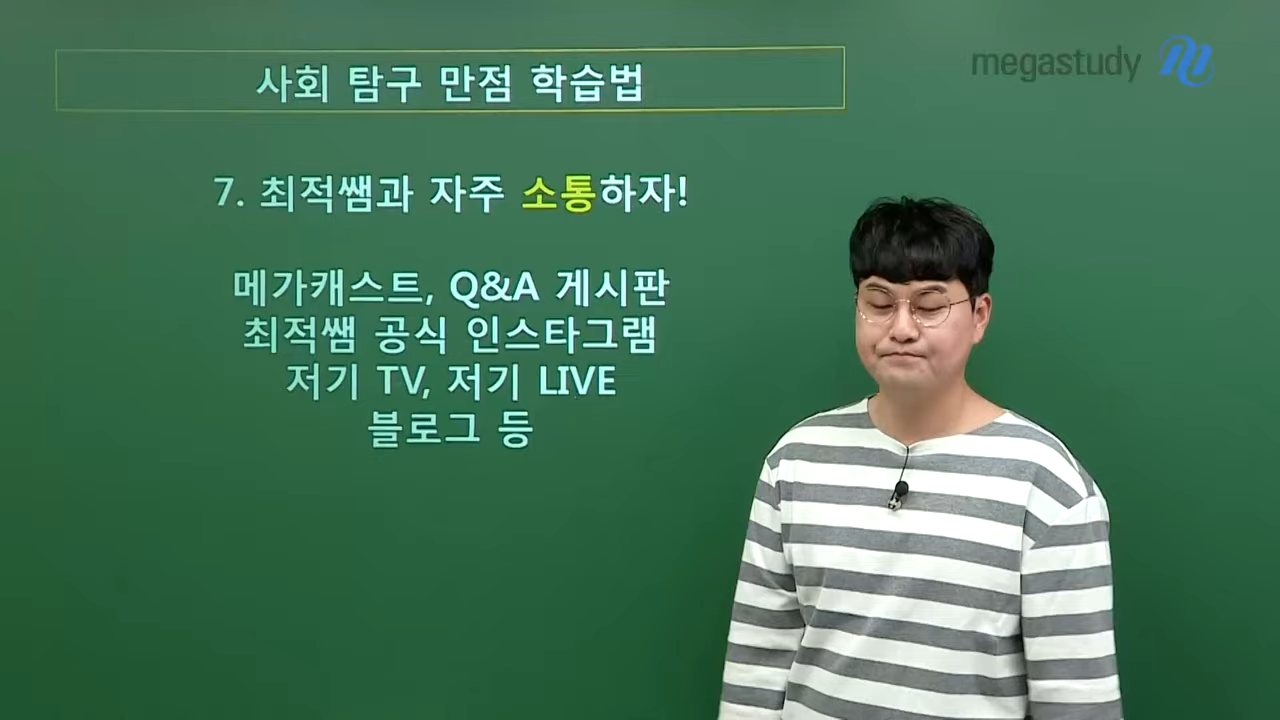 megastudy
사회 탐구 만점 학습법
7. 최적쌤과 자주 소통하자!
메가캐스트, Q&A 게시판
최적쌤 공식 인스타그램
저기 TV, 저기 LIVE
블로그 등